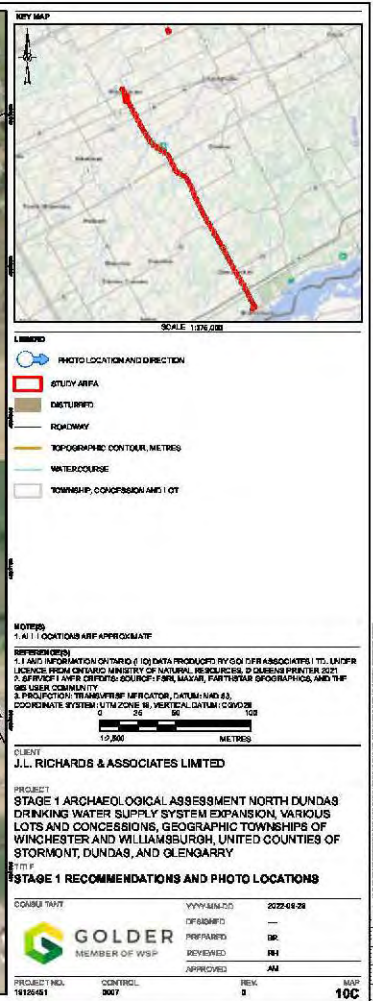 KEY MAP
SCALE 1:375,000
LEGEND
PHOTO LOCATION AND DIRECTION
STUDY AREA
DISTURBED
ROADWAY
TOPOGRAPHIC CONTOUR, METRES
WATERCOURSE
TOWNSHIP, CONCESSION AND LOT
NOTE(S)
1. ALL LOCATIONS ARE APPROXIMATE
REFERENCE(S)
1. LAND INFORMATION ONTARIO (LIO) DATA PRODUCED BY GOLDER ASSOCIATES LTD. UNDER
LICENCE FROM ONTARIO MINISTRY OF NATURAL RESOURCES, © QUEENS PRINTER 2021
2. SERVICE LAYER CREDITS: SOURCE: ESRI, MAXAR, EARTHSTAR GEOGRAPHICS, AND THE
GIS USER COMMUNITY
3. PROJECTION: TRANSVERSE MERCATOR, DATUM: NAD 83,
COORDINATE SYSTEM: UTM ZONE 18, VERTICAL DATUM: CGVD28
0 25 50 100
1:2,500 METRES
CLIENT
J.L. RICHARDS & ASSOCIATES LIMITED
PROJECT
STAGE 1 ARCHAEOLOGICAL ASSESSMENT NORTH DUNDAS
DRINKING WATER SUPPLY SYSTEM EXPANSION, VARIOUS
LOTS AND CONCESSIONS, GEOGRAPHIC TOWNSHIPS OF
WINCHESTER AND WILLIAMSBURGH, UNITED COUNTIES OF
STORMONT, DUNDAS, AND GLENGARRY
TITLE
STAGE 1 RECOMMENDATIONS AND PHOTO LOCATIONS
CONSULTANT
GOLDER
MEMBER OF WSP
YYYY-MM-DD 2022-09-28
DESIGNED —
PREPARED BR
REVIEWED RH
APPROVED AM
PROJECT NO. CONTROL REV. MAP
19126451 0007 0 10C